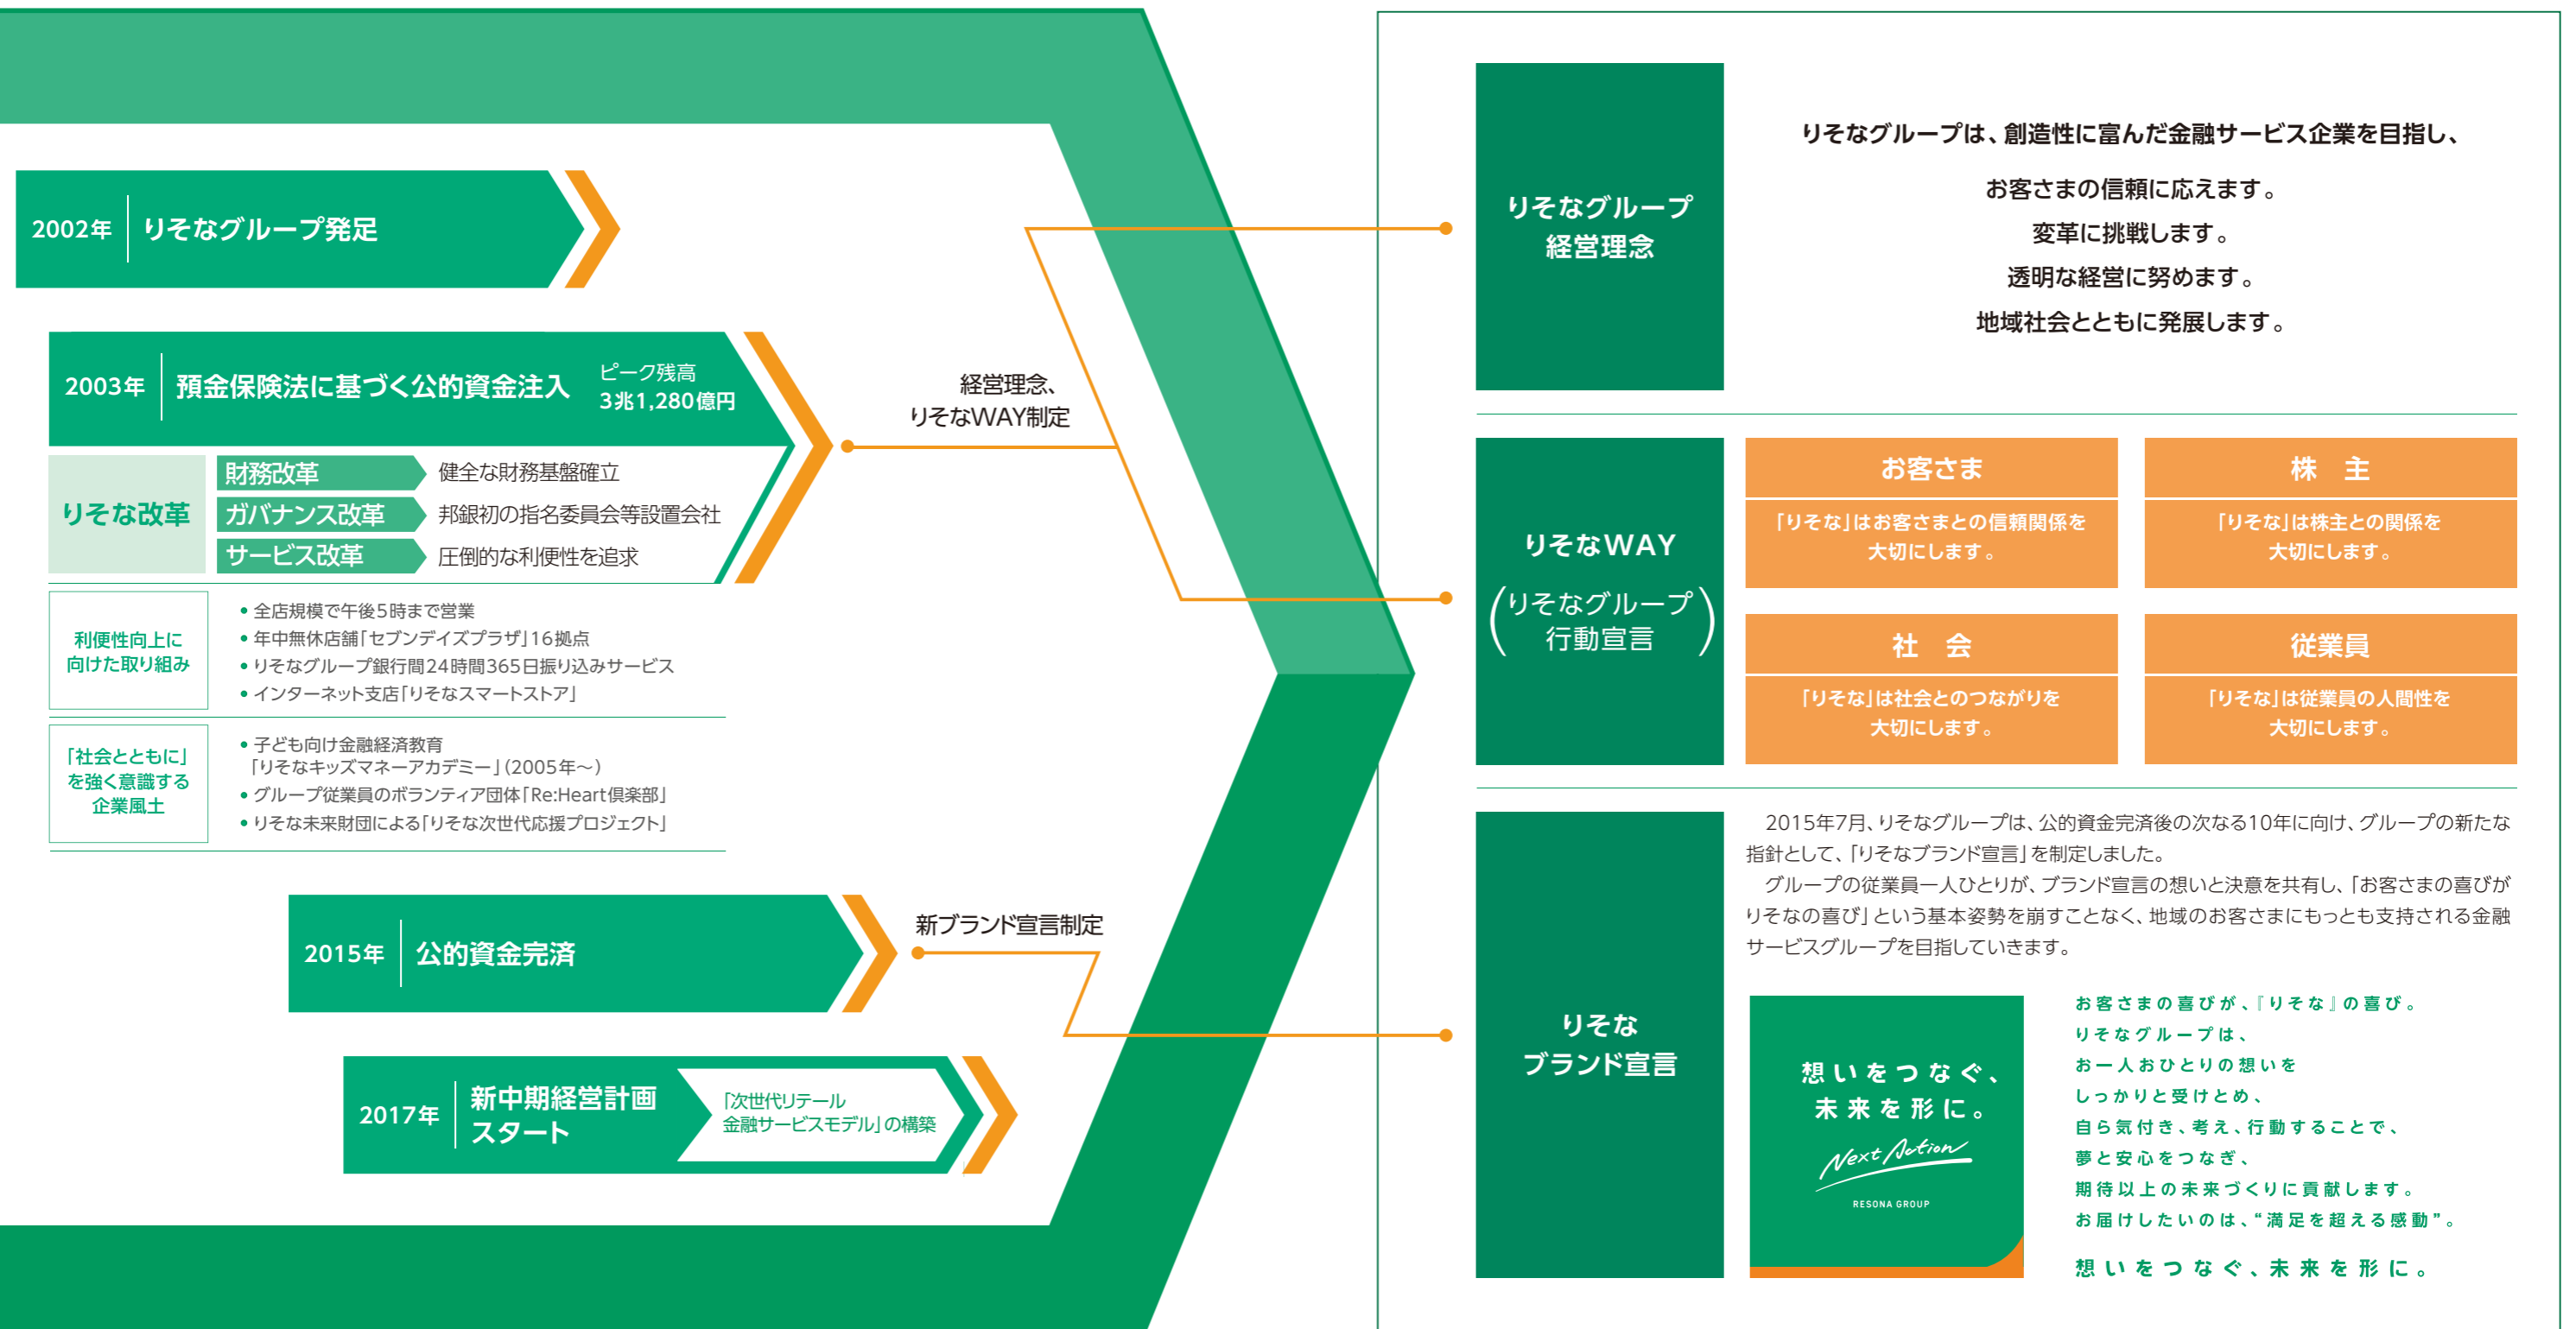 2002年 りそなグループ発足
2003年 預金保険法に基づく公的資金注入
ピーク残高
3兆1,280億円
りそな改革
財務改革 健全な財務基盤確立
ガバナンス改革 邦銀初の指名委員会等設置会社
サービス改革 圧倒的な利便性を追求
利便性向上に
向けた取り組み
• 全店規模で午後5時まで営業
• 年中無休店舗「セブンデイズプラザ」16拠点
• りそなグループ銀行間24時間365日振り込みサービス
• インターネット支店「りそなスマートストア」
「社会とともに」
を強く意識する
企業風土
• 子ども向け金融経済教育
「りそなキッズマネーアカデミー」(2005年～)
• グループ従業員のボランティア団体「Re:Heart倶楽部」
• りそな未来財団による「りそな次世代応援プロジェクト」
2015年 公的資金完済
2017年 新中期経営計画
スタート
「次世代リテール
金融サービスモデル」の構築
経営理念、
りそなWAY制定
新ブランド宣言制定
りそなグループ
経営理念
りそなグループは、創造性に富んだ金融サービス企業を目指し、
お客さまの信頼に応えます。
変革に挑戦します。
透明な経営に努めます。
地域社会とともに発展します。
りそなWAY
(りそなグループ
行動宣言)
お客さま
「りそな」はお客さまとの信頼関係を
大切にします。
株 主
「りそな」は株主との関係を
大切にします。
社 会
「りそな」は社会とのつながりを
大切にします。
従業員
「りそな」は従業員の人間性を
大切にします。
りそな
ブランド宣言
2015年7月、りそなグループは、公的資金完済後の次なる10年に向け、グループの新たな
指針として、「りそなブランド宣言」を制定しました。
グループの従業員一人ひとりが、ブランド宣言の想いと決意を共有し、「お客さまの喜びが
りそなの喜び」という基本姿勢を崩すことなく、地域のお客さまにもっとも支持される金融
サービスグループを目指していきます。
想いをつなぐ、
未来を形に。
Next Action
RESONA GROUP
お客さまの喜びが、『りそな』の喜び。
りそなグループは、
お一人おひとりの想いを
しっかりと受けとめ、
自ら気付き、考え、行動することで、
夢と安心をつなぎ、
期待以上の未来づくりに貢献します。
お届けしたいのは、“満足を超える感動”。
想いをつなぐ、未来を形に。